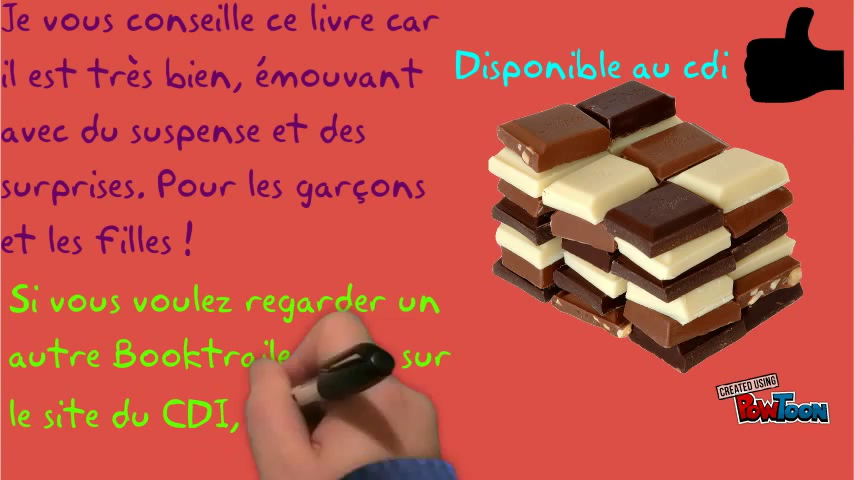 Je vous conseille ce livre car
il est très bien, émouvant
avec du suspense et des
surprises. Pour les garçons
et les filles !
Disponible au cdi
Si vous voulez regarder un
autre sur
le site du CDI,
CREATED USING
POWTOON